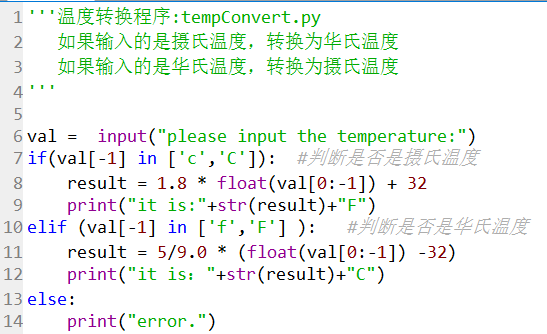 1 '''温度转换程序:tempConvert.py
2 如果输入的是摄氏温度，转换为华氏温度
3 如果输入的是华氏温度，转换为摄氏温度
4 '''
5
6 val =  input("please input the temperature:")
7 if(val[-1] in ['c','C']):  #判断是否是摄氏温度
8     result = 1.8 * float(val[0:-1]) + 32
9     print("it is:"+str(result)+"F")
10 elif (val[-1] in ['f','F'] ):   #判断是否是华氏温度
11     result = 5/9.0 * (float(val[0:-1]) -32)
12     print("it is："+str(result)+"C")
13 else:
14     print("error.")